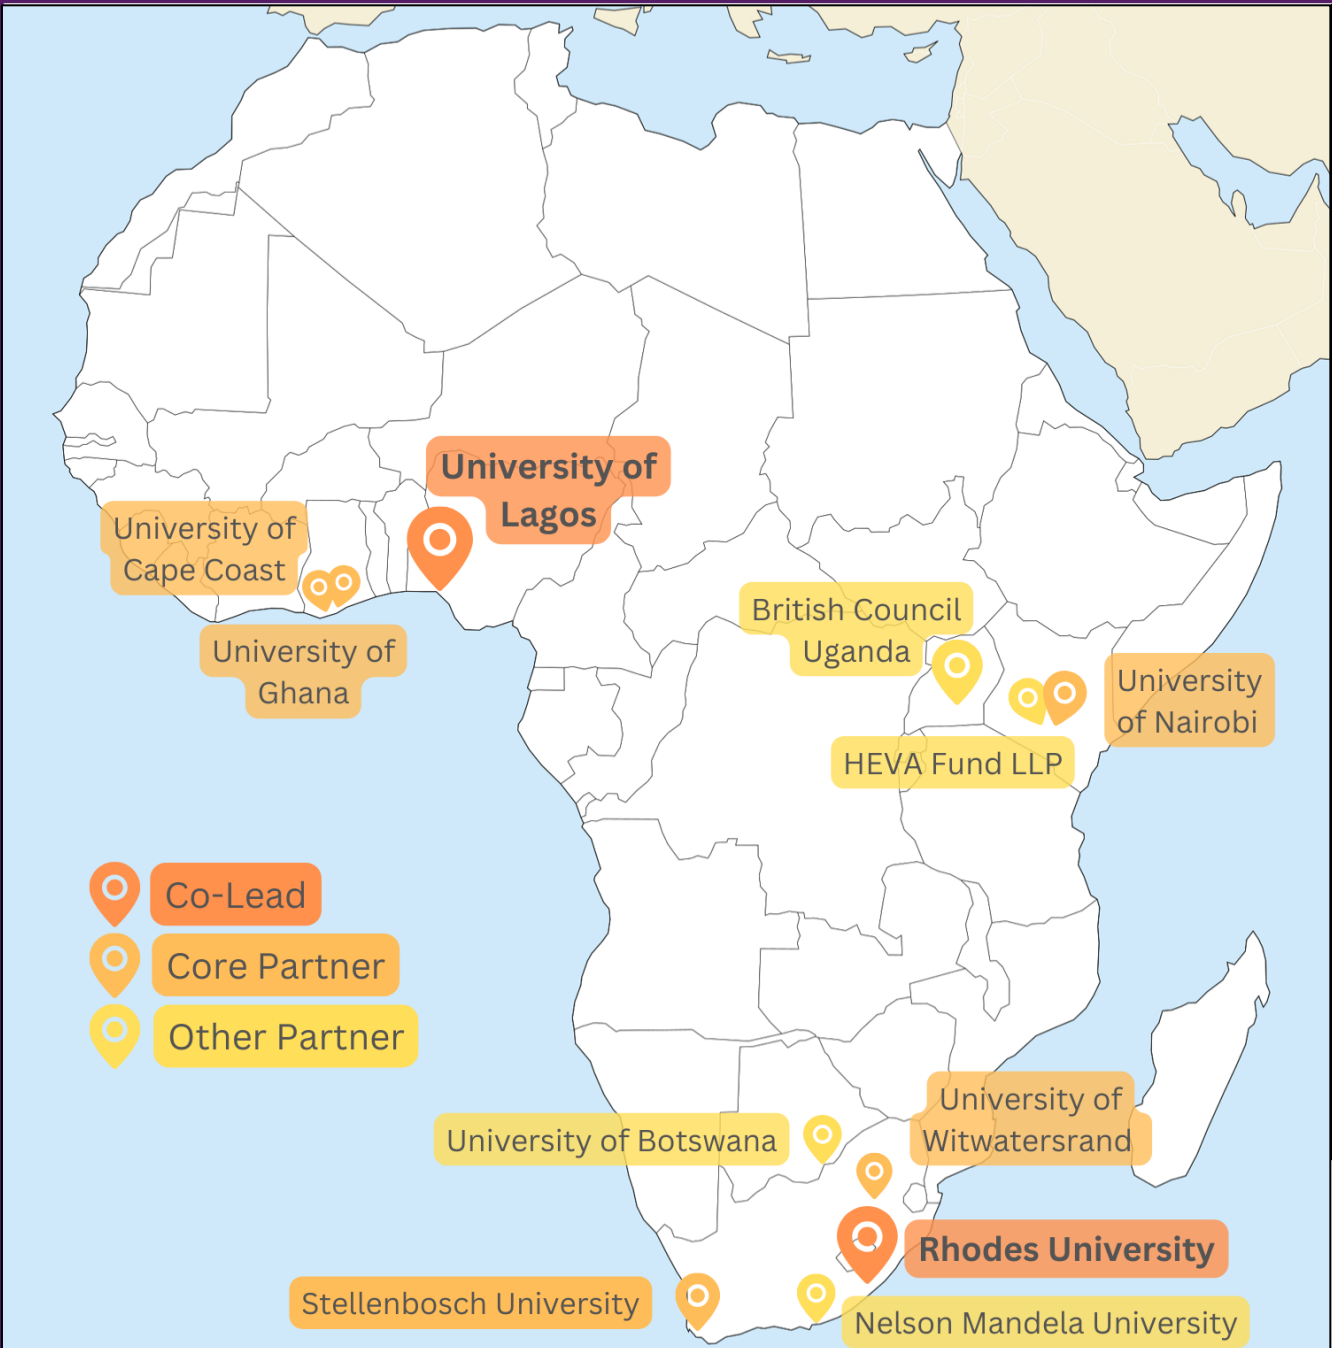 University of
Lagos
University of
Cape Coast
University of
Ghana
British Council
Uganda
University
of Nairobi
HEVA Fund LLP
Co-Lead
Core Partner
Other Partner
University of
Witwatersrand
University of Botswana
Rhodes University
Stellenbosch University
Nelson Mandela University